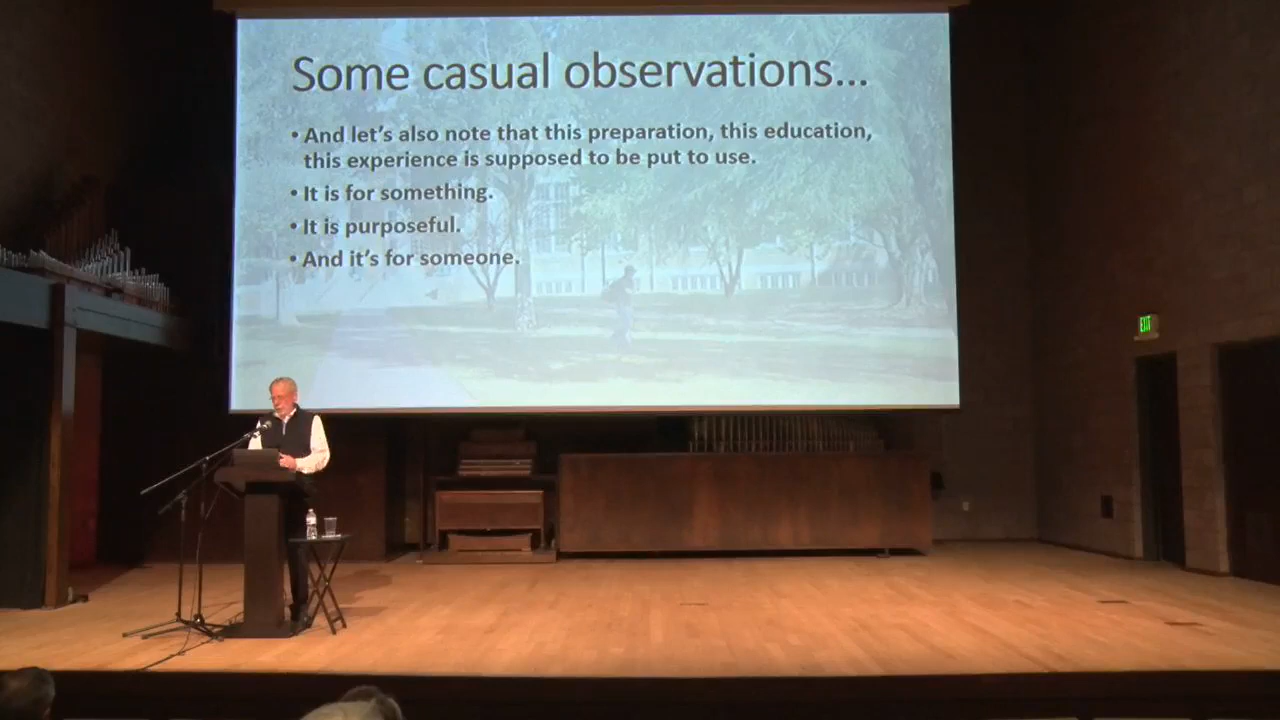 Some casual observations...
• And let's also note that this preparation, this education,
this experience is supposed to be put to use.
• It is for something.
• It is purposeful.
• And it's for someone.
EXIT